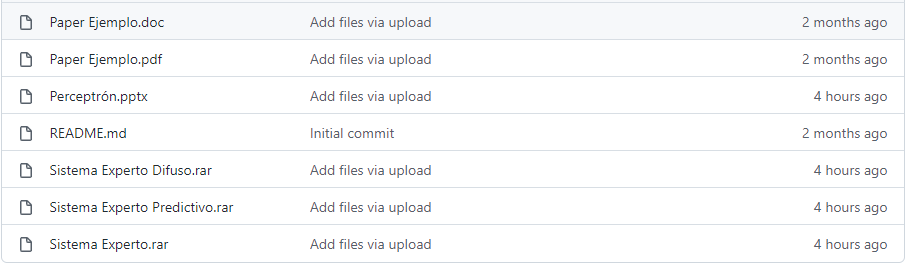 Paper Ejemplo.doc Add files via upload 2 months ago
Paper Ejemplo.pdf Add files via upload 2 months ago
Perceptrón.pptx Add files via upload 4 hours ago
README.md Initial commit 2 months ago
Sistema Experto Difuso.rar Add files via upload 4 hours ago
Sistema Experto Predictivo.rar Add files via upload 4 hours ago
Sistema Experto.rar Add files via upload 4 hours ago